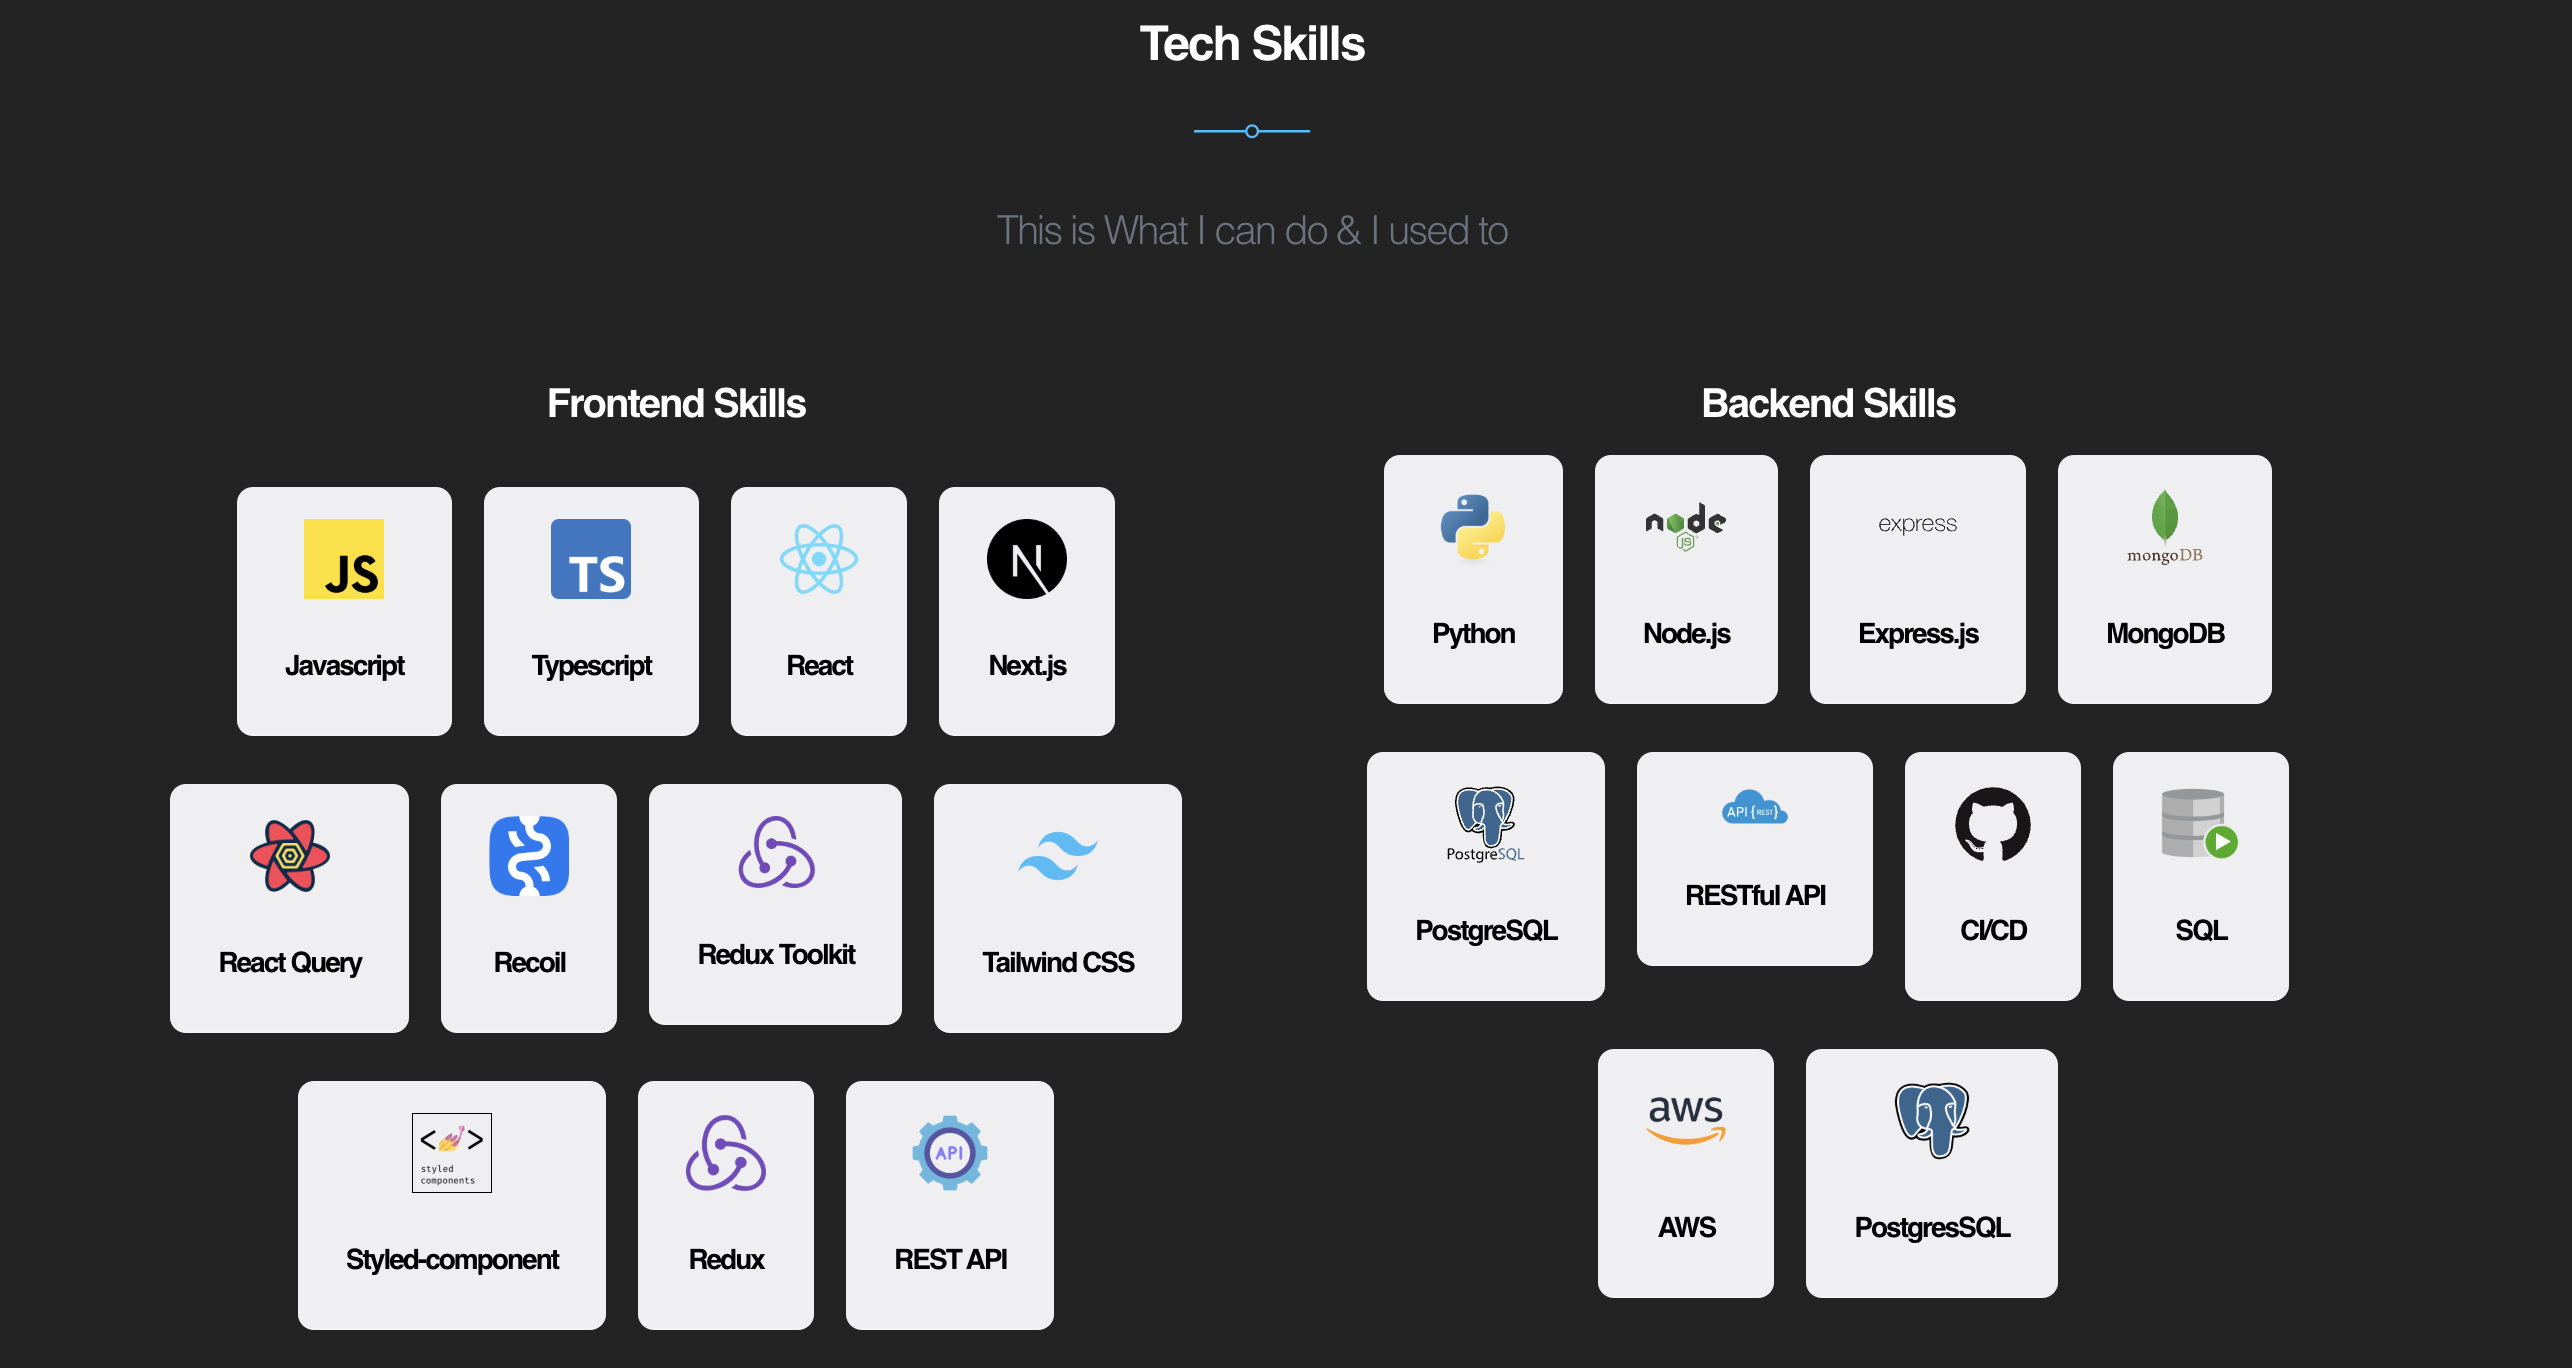 Tech Skills
This is What I can do & I used to
Frontend Skills
JS
Javascript
TS
Typescript
React
N
Next.js
React Query
Recoil
Redux Toolkit
Tailwind CSS
< >
styled
components
Styled-component
Redux
API
REST API
Backend Skills
Python
node
JS
Node.js
express
Express.js
mongoDB
MongoDB
PostgreSQL
PostgreSQL
API {REST}
RESTful API
CI/CD
SQL
aws
AWS
PostgresSQL